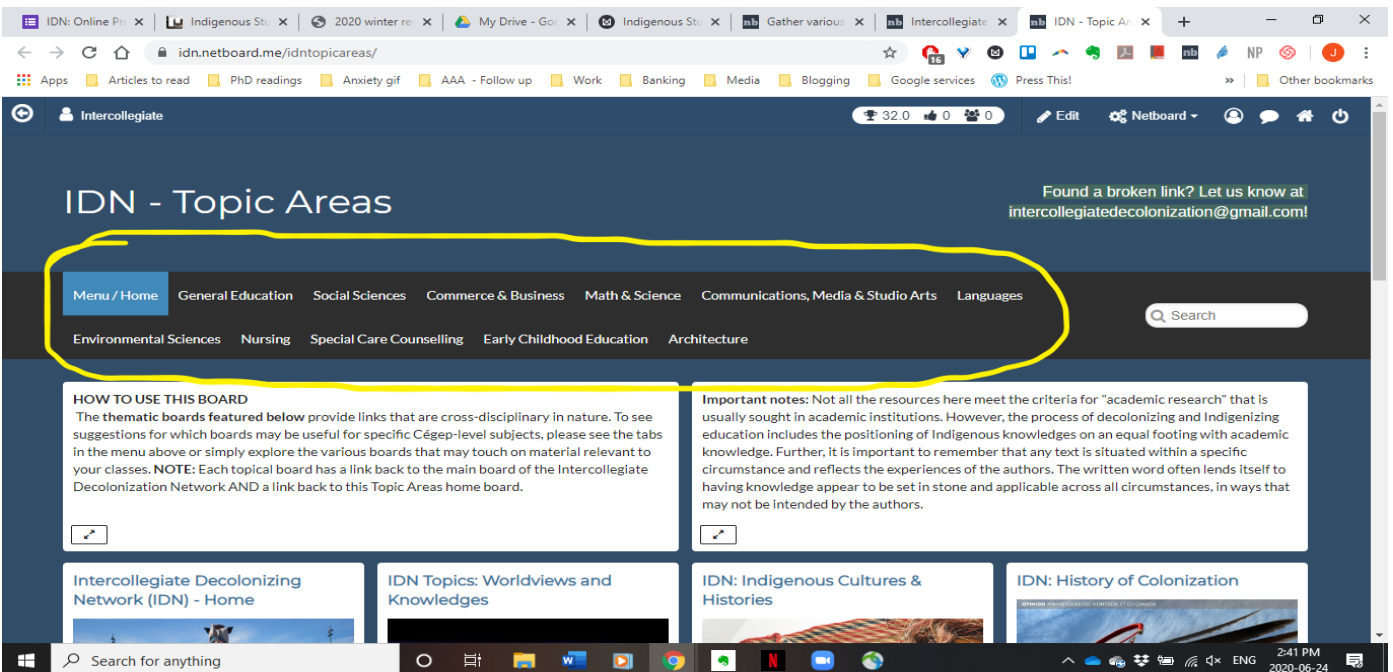 IDN: Online Pr
Indigenous Stu
2020 winter re
My Drive - Goo
Indigenous Stu
Gather various
Intercollegiate
IDN - Topic Are
idn.netboard.me/idntopicareas/
16
NP
J
Apps
Articles to read
PhD readings
Anxiety gif
AAA - Follow up
Work
Banking
Media
Blogging
Google services
Press This!
»
Other bookmarks
Intercollegiate
32.0 0 0
Edit
Netboard
IDN - Topic Areas
Found a broken link? Let us know at
intercollegiatedecolonization@gmail.com!
Menu / Home General Education Social Sciences Commerce & Business Math & Science Communications, Media & Studio Arts Languages
Environmental Sciences Nursing Special Care Counselling Early Childhood Education Architecture
Search
HOW TO USE THIS BOARD
The thematic boards featured below provide links that are cross-disciplinary in nature. To see
suggestions for which boards may be useful for specific Cégep-level subjects, please see the tabs
in the menu above or simply explore the various boards that may touch on material relevant to
your classes. NOTE: Each topical board has a link back to the main board of the Intercollegiate
Decolonization Network AND a link back to this Topic Areas home board.
Important notes: Not all the resources here meet the criteria for "academic research" that is
usually sought in academic institutions. However, the process of decolonizing and Indigenizing
education includes the positioning of Indigenous knowledges on an equal footing with academic
knowledge. Further, it is important to remember that any text is situated within a specific
circumstance and reflects the experiences of the authors. The written word often lends itself to
having knowledge appear to be set in stone and applicable across all circumstances, in ways that
may not be intended by the authors.
Intercollegiate Decolonizing
Network (IDN) - Home
IDN Topics: Worldviews and
Knowledges
IDN: Indigenous Cultures &
Histories
IDN: History of Colonization
Search for anything
ENG
2:41 PM
2020-06-24